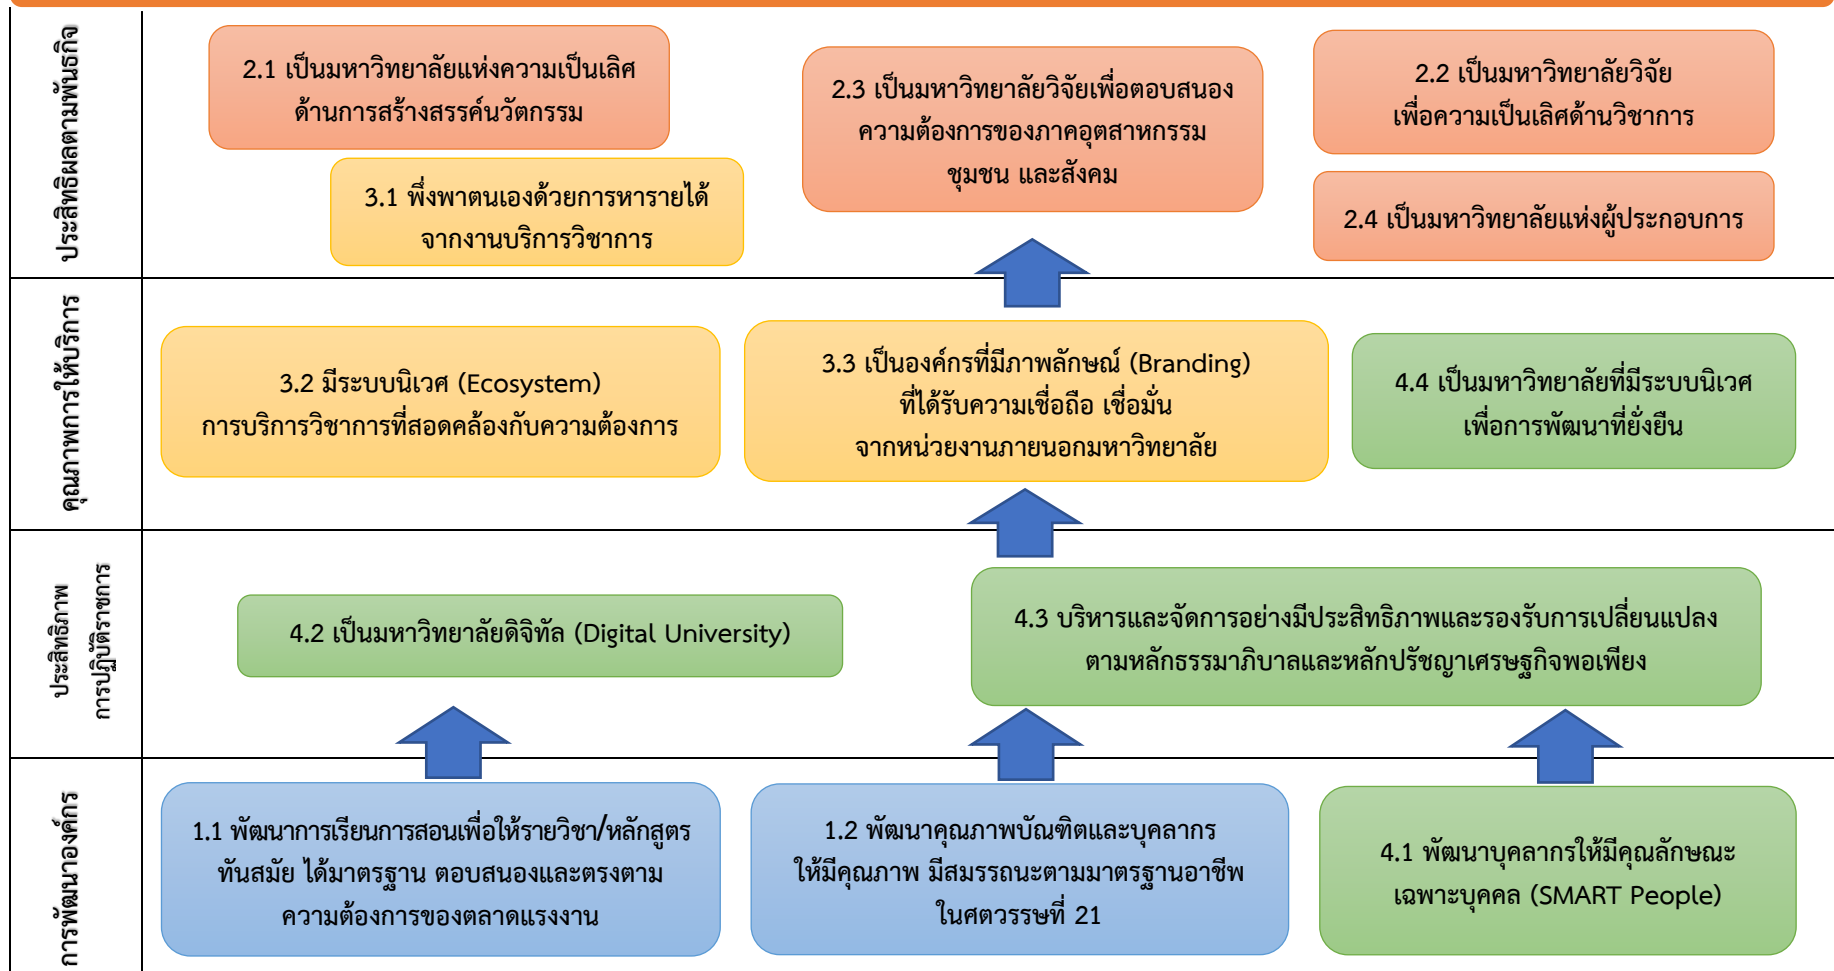 ประสิทธิผลตามพันธกิจ
2.1 เป็นมหาวิทยาลัยแห่งความเป็นเลิศ
ด้านการสร้างสรรค์นวัตกรรม
3.1 พึ่งพาตนเองด้วยการหารายได้
จากงานบริการวิชาการ
2.3 เป็นมหาวิทยาลัยวิจัยเพื่อตอบสนอง
ความต้องการของภาคอุตสาหกรรม
ชุมชน และสังคม
2.2 เป็นมหาวิทยาลัยวิจัย
เพื่อความเป็นเลิศด้านวิชาการ
2.4 เป็นมหาวิทยาลัยแห่งผู้ประกอบการ
คุณภาพการให้บริการ
3.2 มีระบบนิเวศ (Ecosystem)
การบริการวิชาการที่สอดคล้องกับความต้องการ
3.3 เป็นองค์กรที่มีภาพลักษณ์ (Branding)
ที่ได้รับความเชื่อถือ เชื่อมั่น
จากหน่วยงานภายนอกมหาวิทยาลัย
4.4 เป็นมหาวิทยาลัยที่มีระบบนิเวศ
เพื่อการพัฒนาที่ยั่งยืน
ประสิทธิภาพ
การปฏิบัติราชการ
4.2 เป็นมหาวิทยาลัยดิจิทัล (Digital University)
4.3 บริหารและจัดการอย่างมีประสิทธิภาพและรองรับการเปลี่ยนแปลง
ตามหลักธรรมาภิบาลและหลักปรัชญาเศรษฐกิจพอเพียง
การพัฒนาองค์กร
1.1 พัฒนาการเรียนการสอนเพื่อให้รายวิชา/หลักสูตร
ทันสมัย ได้มาตรฐาน ตอบสนองและตรงตาม
ความต้องการของตลาดแรงงาน
1.2 พัฒนาคุณภาพบัณฑิตและบุคลากร
ให้มีคุณภาพ มีสมรรถนะตามมาตรฐานอาชีพ
ในศตวรรษที่ 21
4.1 พัฒนาบุคลากรให้มีคุณลักษณะ
เฉพาะบุคคล (SMART People)